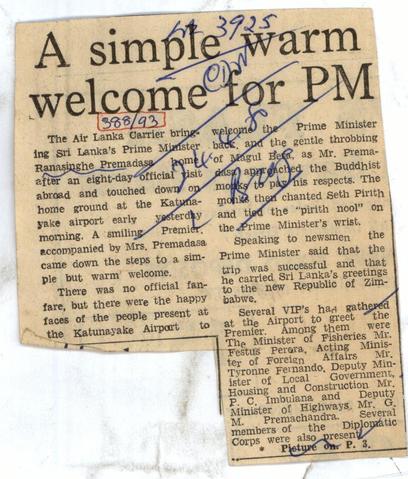 LA 3925
A simple warm
welcome for PM
388/93
The Air Lanka Carrier bring-
ing Sri Lanka's Prime Minister
Ranasinghe Premadasa home
after an eight-day official visit
abroad and touched down on
home ground at the Katuna-
yake airport early yesterday
morning. A smiling Premier,
accompanied by Mrs, Premadasa
came down the steps to a sim-
ple but warm welcome.
There was no official fan-
fare, but there were the happy
faces of the people present at
the Katunayake Airport to
welcome the Prime Minister
back, and the gentle throbbing
of Magul Bera, as Mr. Prema-
dasa approached the Buddhist
monks to pay his respects. The
monks then chanted Seth Pirith
and tied the "pirith nool" on
the Prime Minister's wrist.
Speaking to newsmen the
Prime Minister said that the
trip was successful and that
he carried Sri Lanka's greetings
to the new Republic of Zim-
babwe.
Several VIP's had gathered
at the Airport to greet the
Premier. Among them were
The Minister of Fisheries Mr.
Festus Perera, Acting Minis-
ter of Foreign Affairs Mr.
Tyronne Fernando, Deputy Min-
ister of Local Government,
Housing and Construction Mr.
P. C. Imbulana and Deputy
Minister of Highways, Mr. G.
M. Premachandra. Several
members of the Diplomatic
Corps were also present.
* Picture on P. 3.